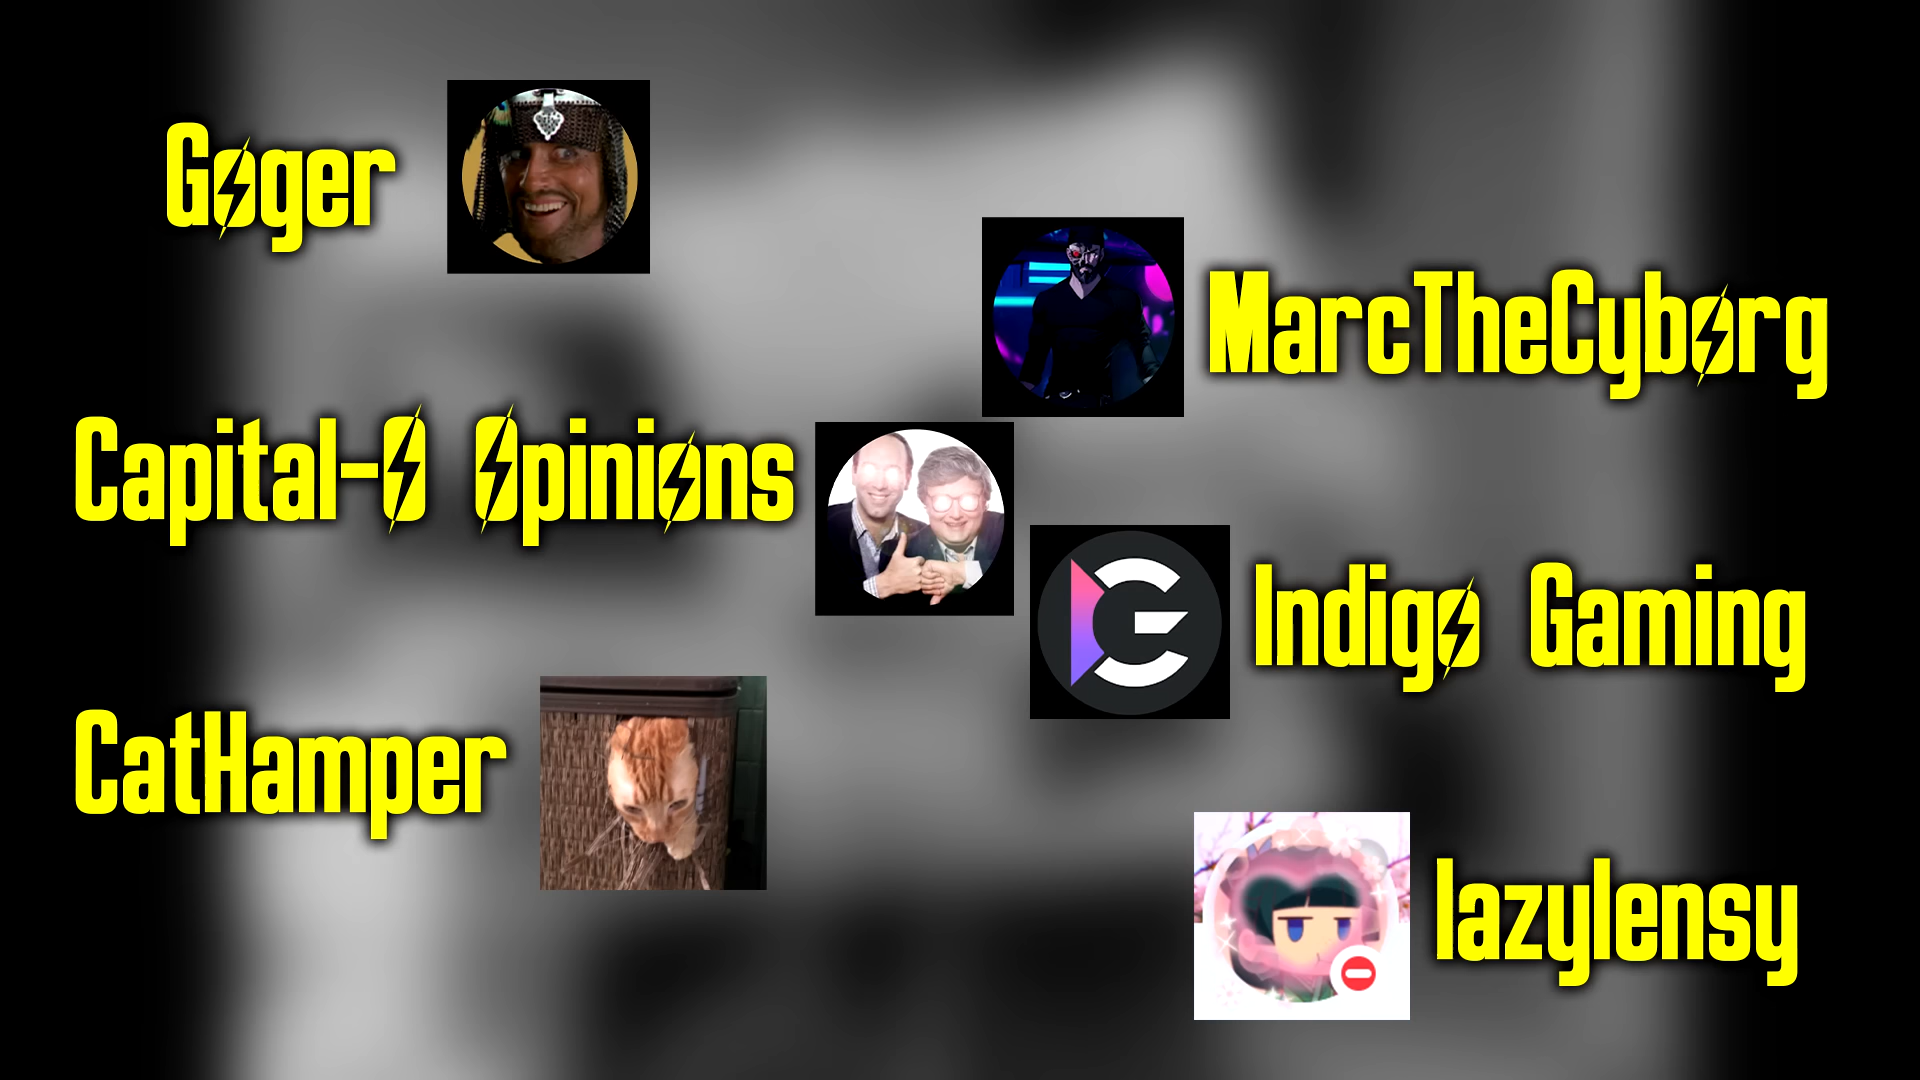 Goger
MarcTheCyborg
Capital-O Opinions
Indigo Gaming
CatHamper
lazylensy